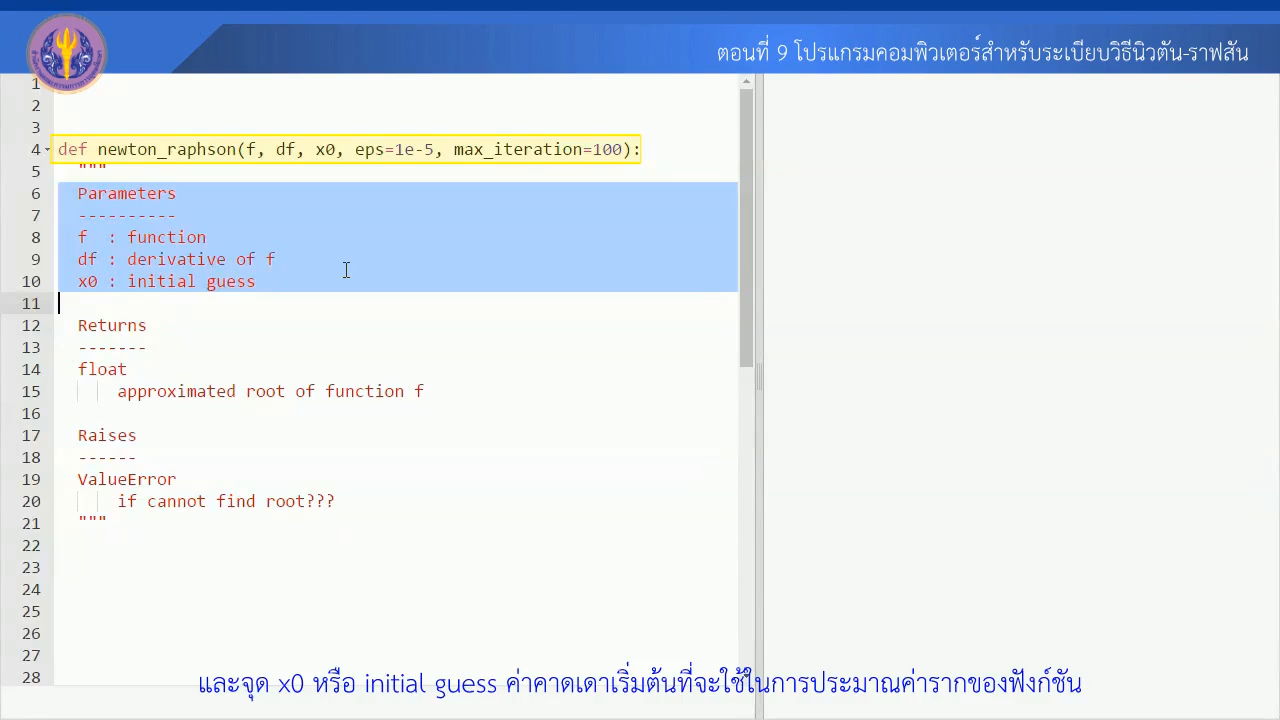 ตอนที่ 9 โปรแกรมคอมพิวเตอร์สำหรับระเบียบวิธีนิวตัน-ราฟสัน
1
2
3
4 def newton_raphson(f, df, x0, eps=1e-5, max_iteration=100):
5 """
6 Parameters
7 ----------
8 f : function
9 df : derivative of f
10 x0 : initial guess
11
12 Returns
13 -------
14 float
15 approximated root of function f
16
17 Raises
18 ------
19 ValueError
20 if cannot find root???
21 """
22
23
24
25
26
27
28
และจุด x0 หรือ initial guess ค่าคาดเดาเริ่มต้นที่จะใช้ในการประมาณค่ารากของฟังก์ชัน